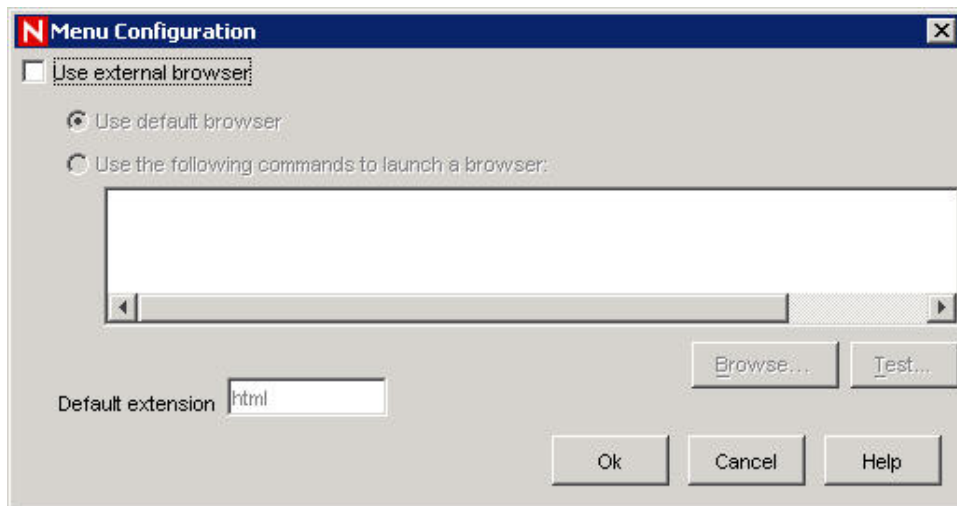 N Menu Configuration
Use external browser
Use default browser
Use the following commands to launch a browser:
Browse... Test...
Default extension html
Ok Cancel Help